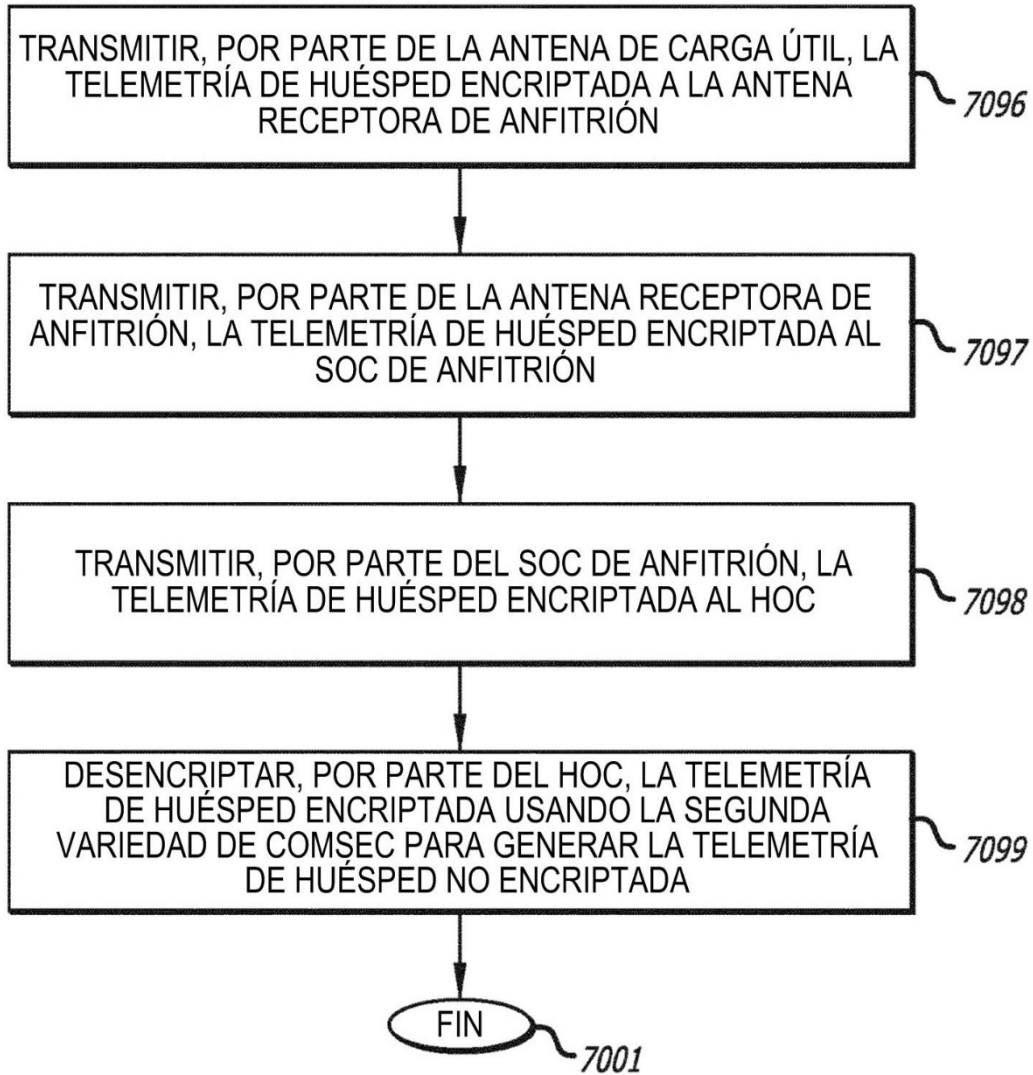 TRANSMITIR, POR PARTE DE LA ANTENA DE CARGA ÚTIL, LA
TELEMETRÍA DE HUÉSPED ENCRIPTADA A LA ANTENA
RECEPTORA DE ANFITRIÓN
7096
TRANSMITIR, POR PARTE DE LA ANTENA RECEPTORA DE
ANFITRIÓN, LA TELEMETRÍA DE HUÉSPED ENCRIPTADA AL
SOC DE ANFITRIÓN
7097
TRANSMITIR, POR PARTE DEL SOC DE ANFITRIÓN, LA
TELEMETRÍA DE HUÉSPED ENCRIPTADA AL HOC
7098
DESENCRIPTAR, POR PARTE DEL HOC, LA TELEMETRÍA
DE HUÉSPED ENCRIPTADA USANDO LA SEGUNDA
VARIEDAD DE COMSEC PARA GENERAR LA TELEMETRÍA
DE HUÉSPED NO ENCRIPTADA
7099
FIN
7001